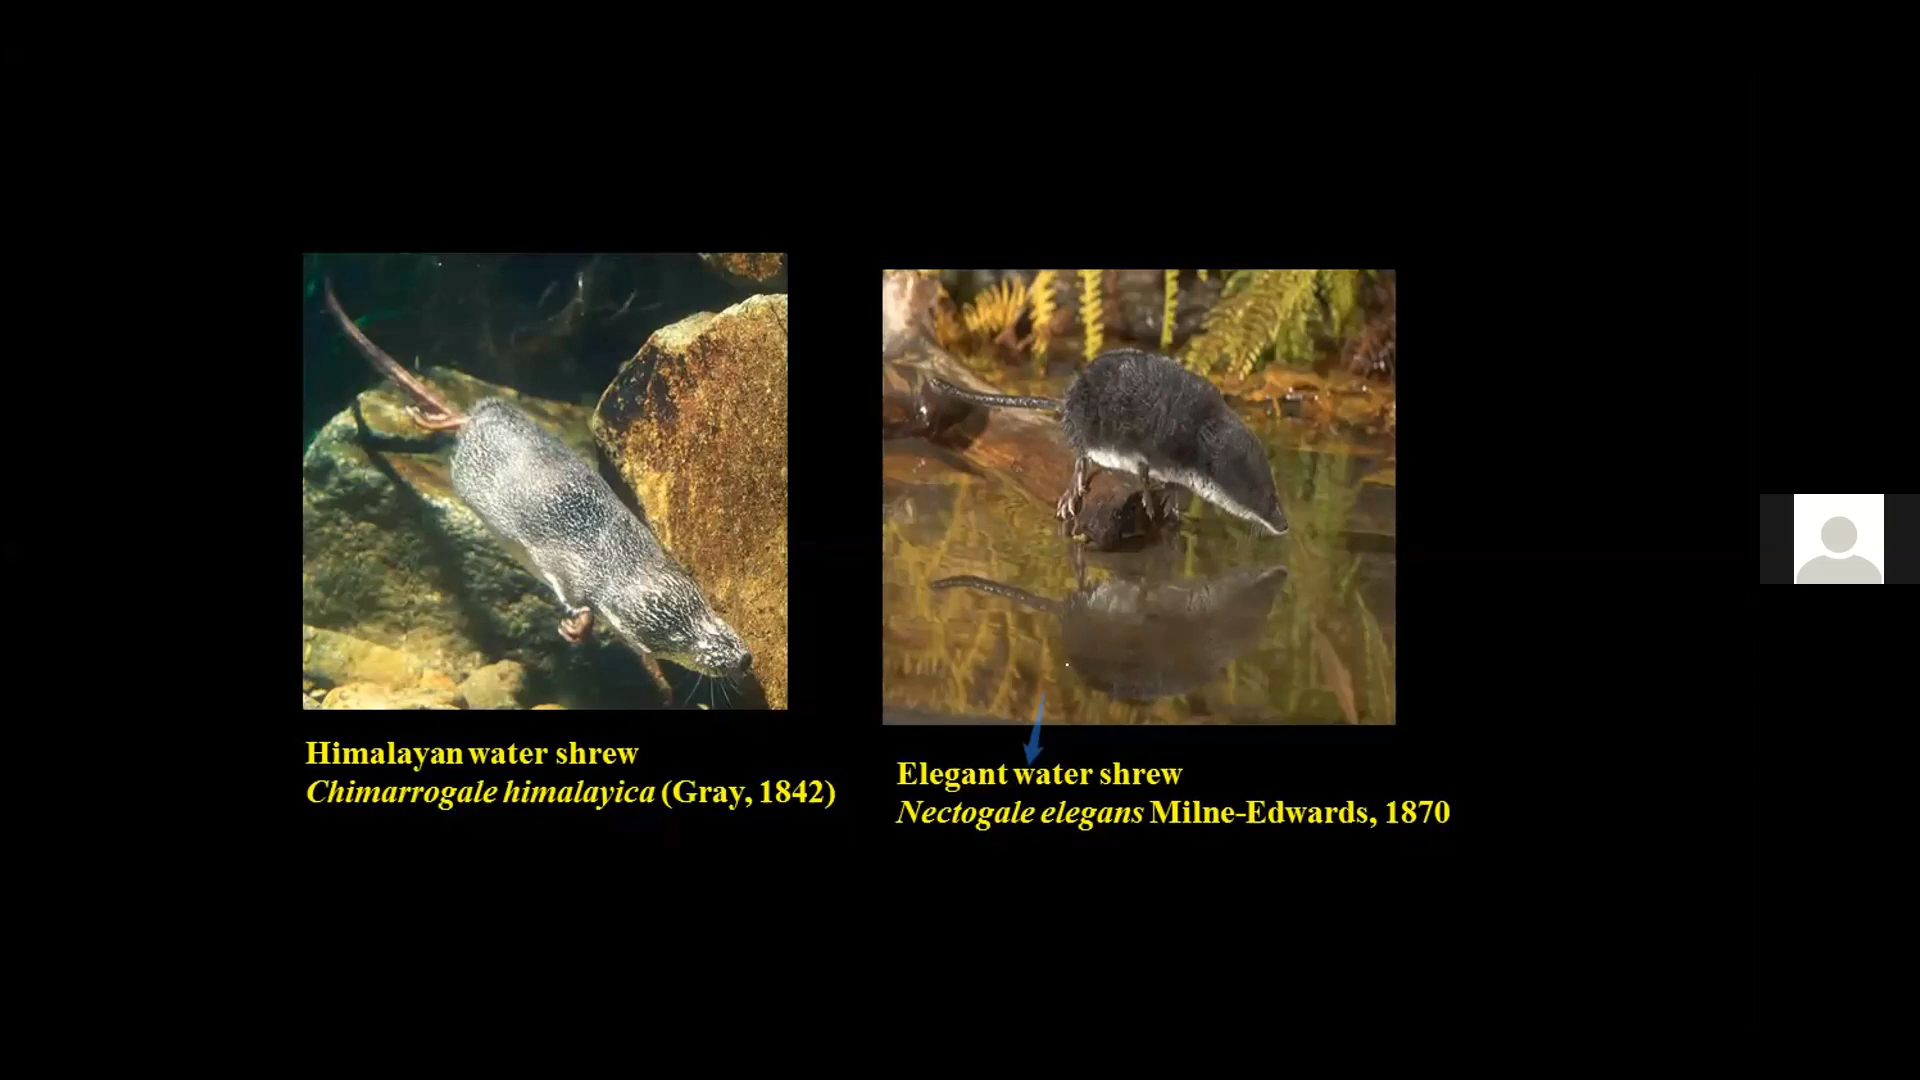 Himalayan water shrew
Chimarrogale himalayica (Gray, 1842)
Elegant water shrew
Nectogale elegans Milne-Edwards, 1870